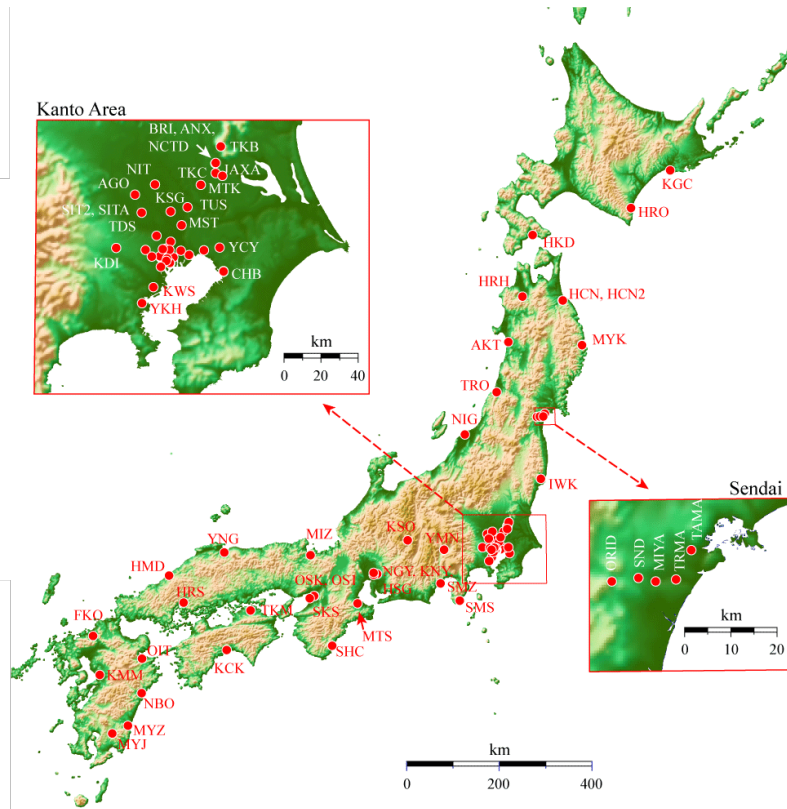 Kanto Area
BRI, ANX,
NCTD
TKB
TKC
JAXA
NIT
MTK
AGO
KSG
TUS
SIT2, SITA
MST
TDS
YCY
KDI
CHB
KWS
YKH
km
0 20 40
KGC
HRO
HKD
HRH
HCN, HCN2
AKT
MYK
TRO
NIG
IWK
Sendai
ORID
SND
MIYA
TRMA
TAMA
km
0 10 20
KSO
YMN
MIZ
YNG
HMD
NGY, KNY
HSG
SMZ
SMS
OSK, OSI
HRS
TKM
SKS
MTS
FKO
SHC
OIT
KCK
KMM
NBO
MYZ
MYJ
km
0 200 400